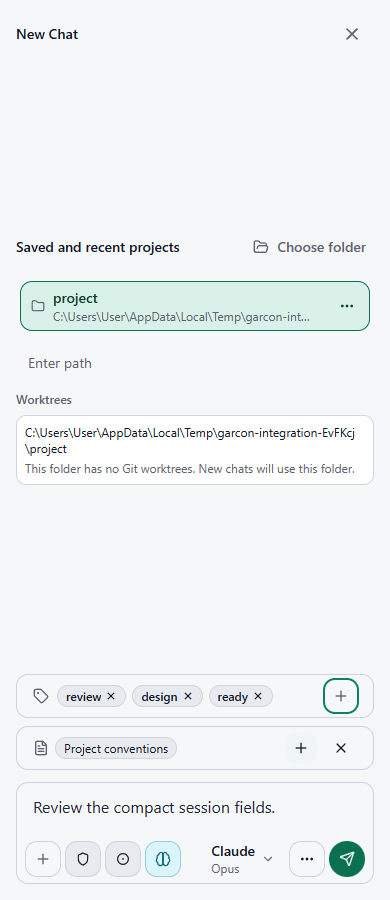 New Chat
Saved and recent projects
Choose folder
project
C:\Users\User\AppData\Local\Temp\garcon-int...
Enter path
Worktrees
C:\Users\User\AppData\Local\Temp\garcon-integration-EvFKcj
\project
This folder has no Git worktrees. New chats will use this folder.
review design ready
Project conventions
Review the compact session fields.
Claude
Opus